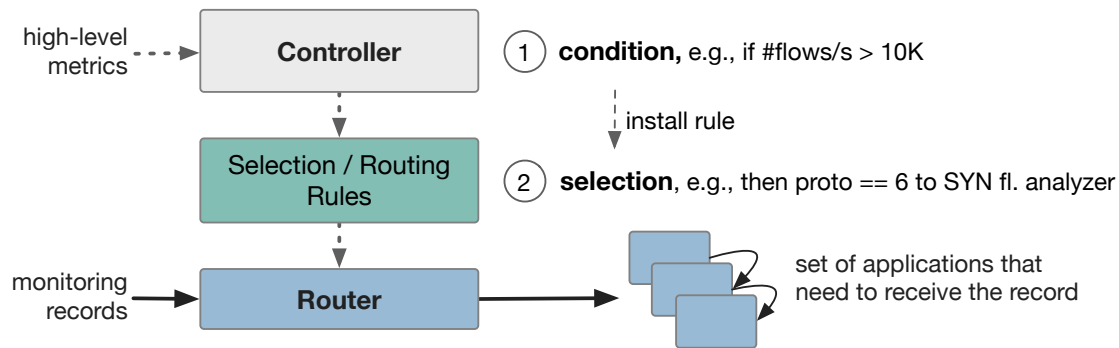 high-level
metrics
Controller
1 condition, e.g., if #flows/s > 10K
install rule
Selection / Routing
Rules
2 selection, e.g., then proto == 6 to SYN fl. analyzer
monitoring
records
Router
set of applications that
need to receive the record